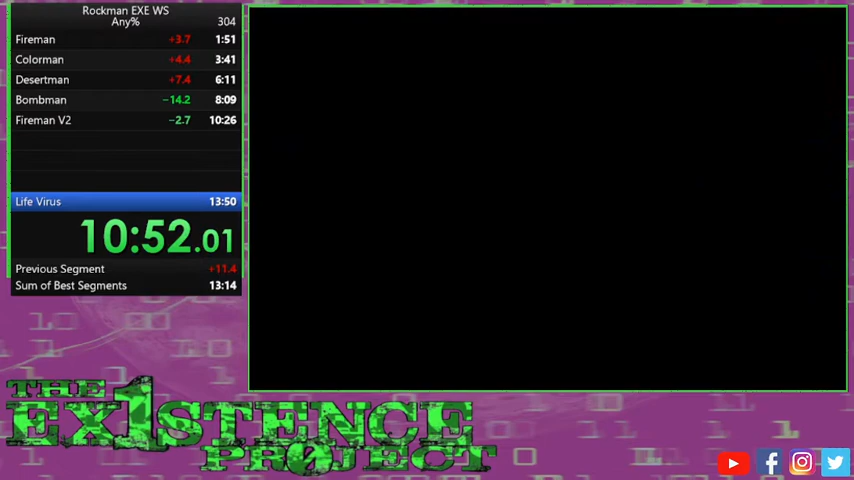 Rockman EXE WS
Any% 304
Fireman +3.7 1:51
Colorman +4.4 3:41
Desertman +7.4 6:11
Bombman −14.2 8:09
Fireman V2 −2.7 10:26
Life Virus 13:50
10:52.01
Previous Segment +11.4
Sum of Best Segments 13:14
THE
EX1STENCE
PR0JECT